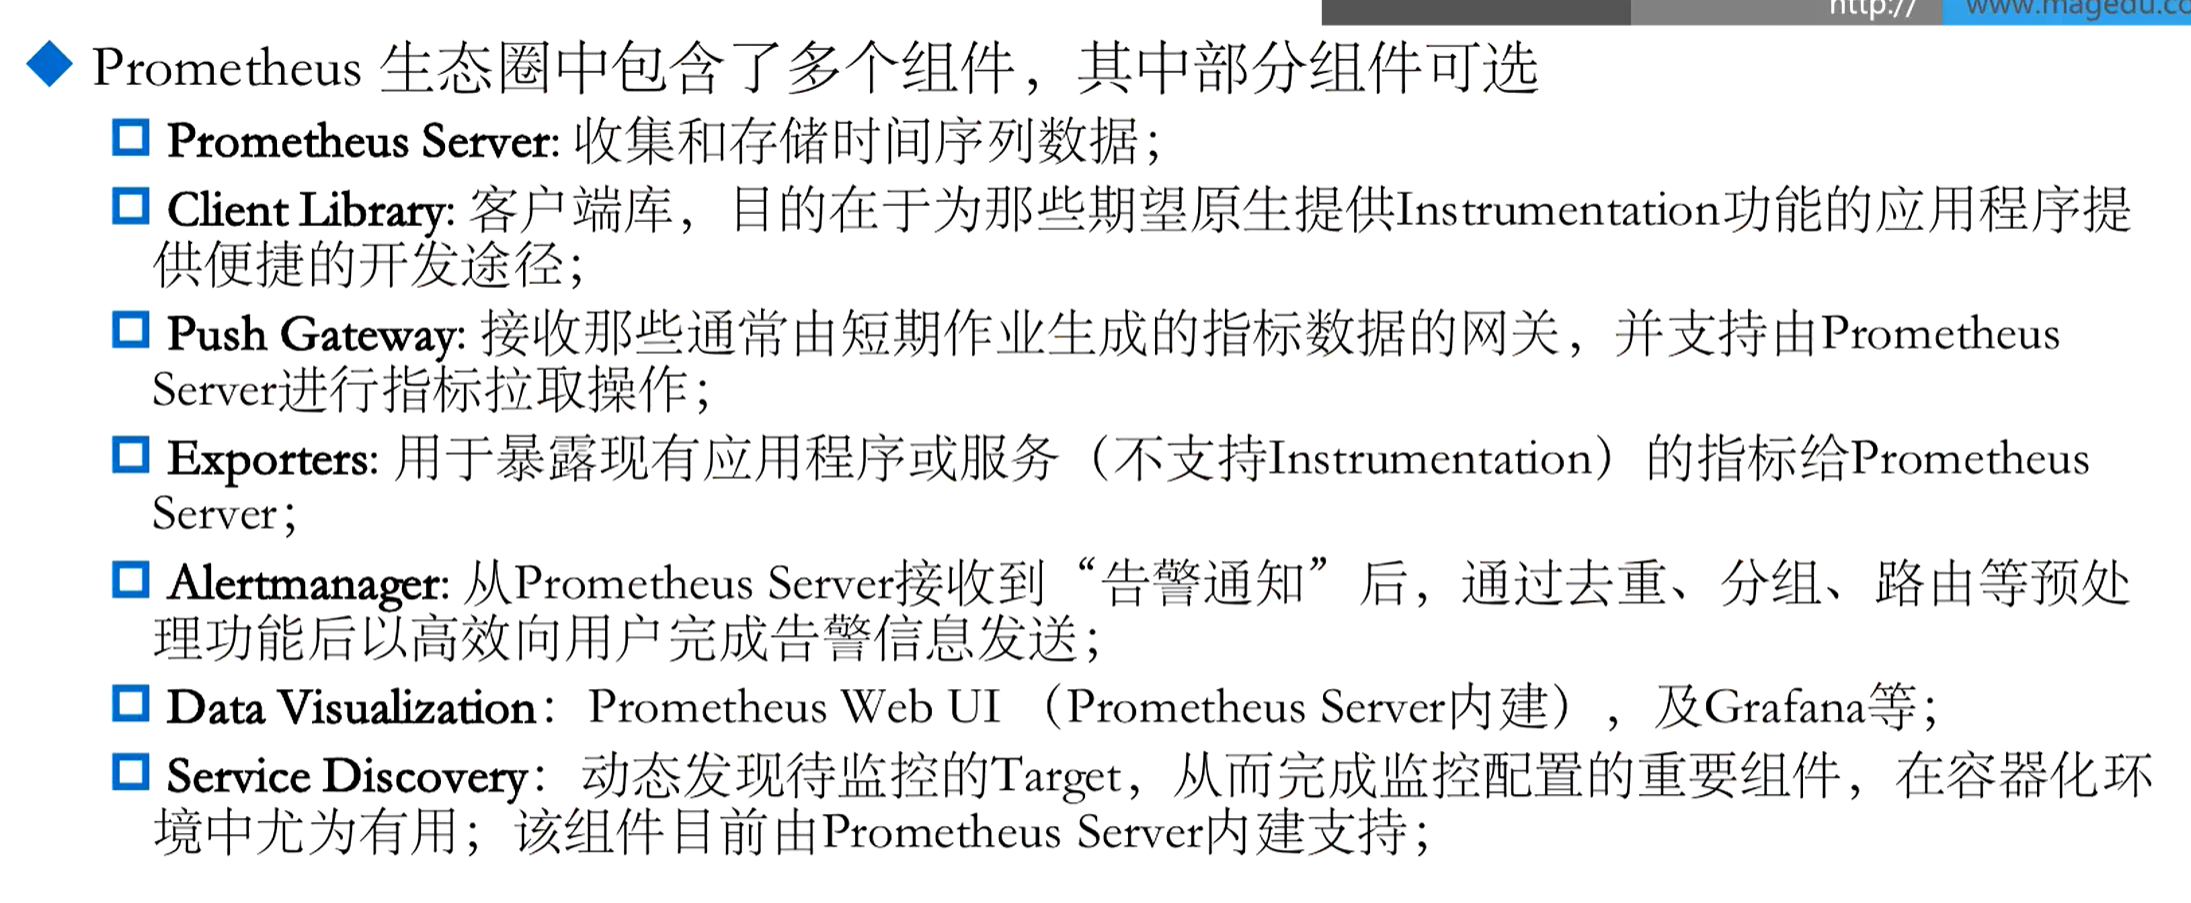 http://
www.magedu.co
Prometheus 生态圈中包含了多个组件，其中部分组件可选
Prometheus Server: 收集和存储时间序列数据；
Client Library: 客户端库，目的在于为那些期望原生提供Instrumentation功能的应用程序提
供便捷的开发途径；
Push Gateway: 接收那些通常由短期作业生成的指标数据的网关，并支持由Prometheus
Server进行指标拉取操作；
Exporters: 用于暴露现有应用程序或服务（不支持Instrumentation）的指标给Prometheus
Server；
Alertmanager: 从Prometheus Server接收到“告警通知”后，通过去重、分组、路由等预处
理功能后以高效向用户完成告警信息发送；
Data Visualization：Prometheus Web UI （Prometheus Server内建），及Grafana等；
Service Discovery：动态发现待监控的Target，从而完成监控配置的重要组件，在容器化环
境中尤为有用；该组件目前由Prometheus Server内建支持；